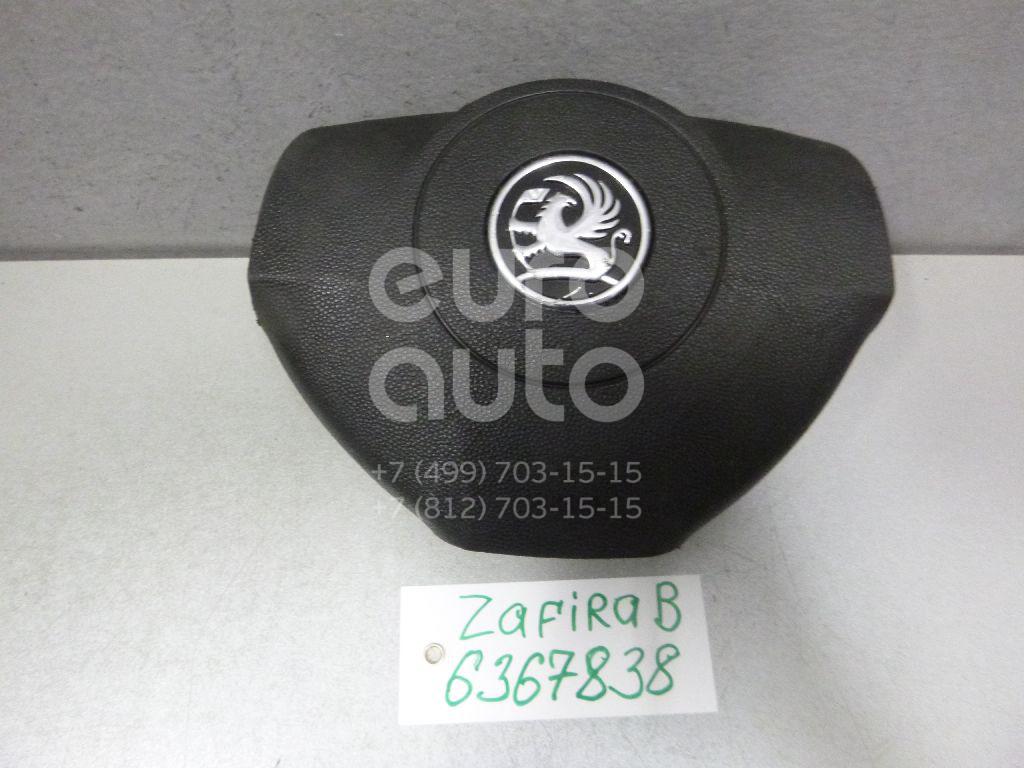 euro
auto
+7 (499) 703-15-15
+7 (812) 703-15-15
ZAFiRA B
6367838